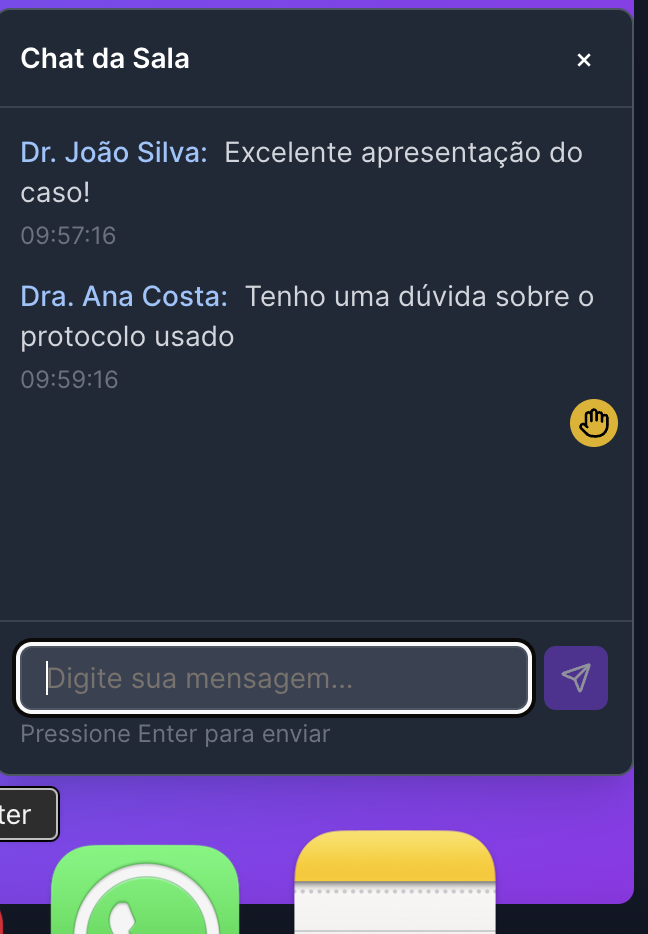 Chat da Sala
×
Dr. João Silva: Excelente apresentação do
caso!
09:57:16
Dra. Ana Costa: Tenho uma dúvida sobre o
protocolo usado
09:59:16
Digite sua mensagem...
Pressione Enter para enviar
ter